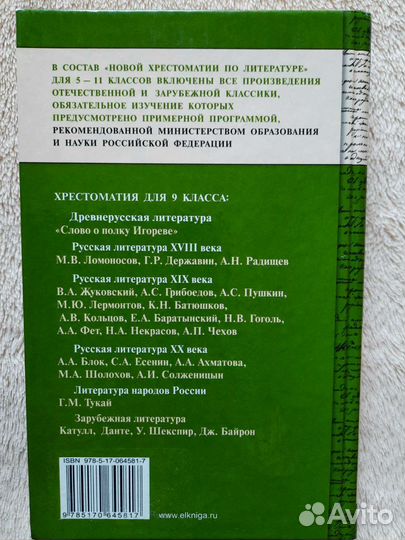 В СОСТАВ «НОВОЙ ХРЕСТОМАТИИ ПО ЛИТЕРАТУРЕ»
ДЛЯ 5 — 11 КЛАССОВ ВКЛЮЧЕНЫ ВСЕ ПРОИЗВЕДЕНИЯ
ОТЕЧЕСТВЕННОЙ И ЗАРУБЕЖНОЙ КЛАССИКИ,
ОБЯЗАТЕЛЬНОЕ ИЗУЧЕНИЕ КОТОРЫХ
ПРЕДУСМОТРЕНО ПРИМЕРНОЙ ПРОГРАММОЙ,
РЕКОМЕНДОВАННОЙ МИНИСТЕРСТВОМ ОБРАЗОВАНИЯ
И НАУКИ РОССИЙСКОЙ ФЕДЕРАЦИИ
ХРЕСТОМАТИЯ ДЛЯ 9 КЛАССА:
Древнерусская литература
«Слово о полку Игореве»
Русская литература XVIII века
М.В. Ломоносов, Г.Р. Державин, А.Н. Радищев
Русская литература XIX века
В.А. Жуковский, А.С. Грибоедов, А.С. Пушкин,
М.Ю. Лермонтов, К.Н. Батюшков,
А.В. Кольцов, Е.А. Баратынский, Н.В. Гоголь,
А.А. Фет, Н.А. Некрасов, А.П. Чехов
Русская литература XX века
А.А. Блок, С.А. Есенин, А.А. Ахматова,
М.А. Шолохов, А.И. Солженицын
Литература народов России
Г.М. Тукай
Зарубежная литература
Катулл, Данте, У. Шекспир, Дж. Байрон
ISBN 978-5-17-064581-7
9 785170 645817
www.elkniga.ru
Avito